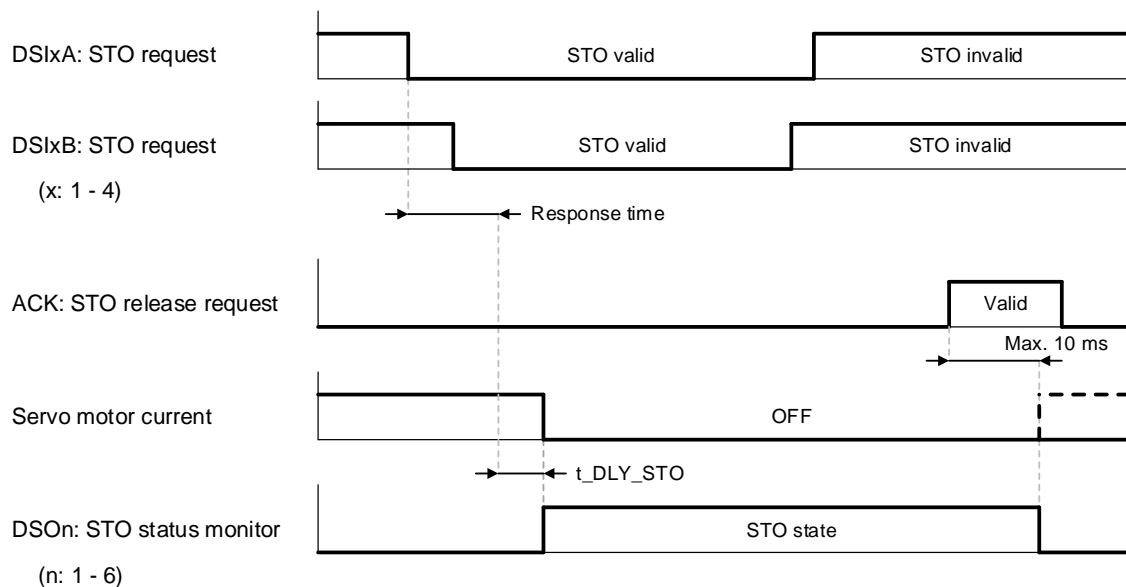 DSIxA: STO request
STO valid
STO invalid
DSIxB: STO request
STO valid
STO invalid
(x: 1 - 4)
Response time
ACK: STO release request
Valid
Max. 10 ms
Servo motor current
OFF
t_DLY_STO
DSOn: STO status monitor
STO state
(n: 1 - 6)